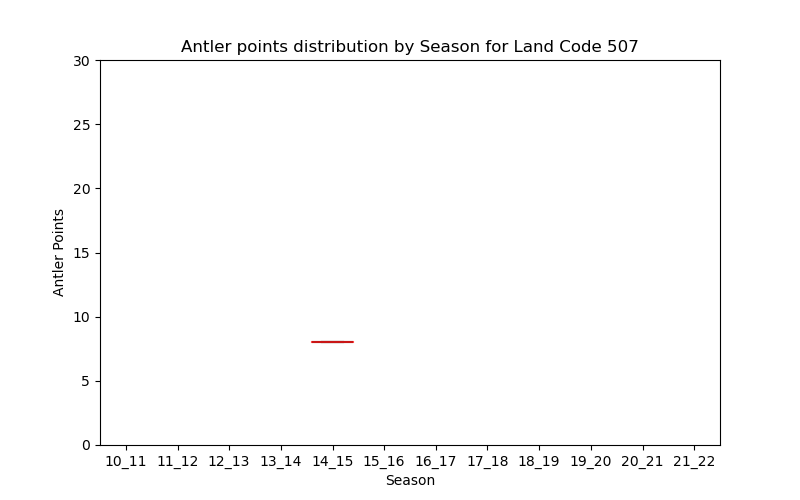 Antler points distribution by Season for Land Code 507
30
25
20
15
10
5
0
Antler Points
10_11 11_12 12_13 13_14 14_15 15_16 16_17 17_18 18_19 19_20 20_21 21_22
Season